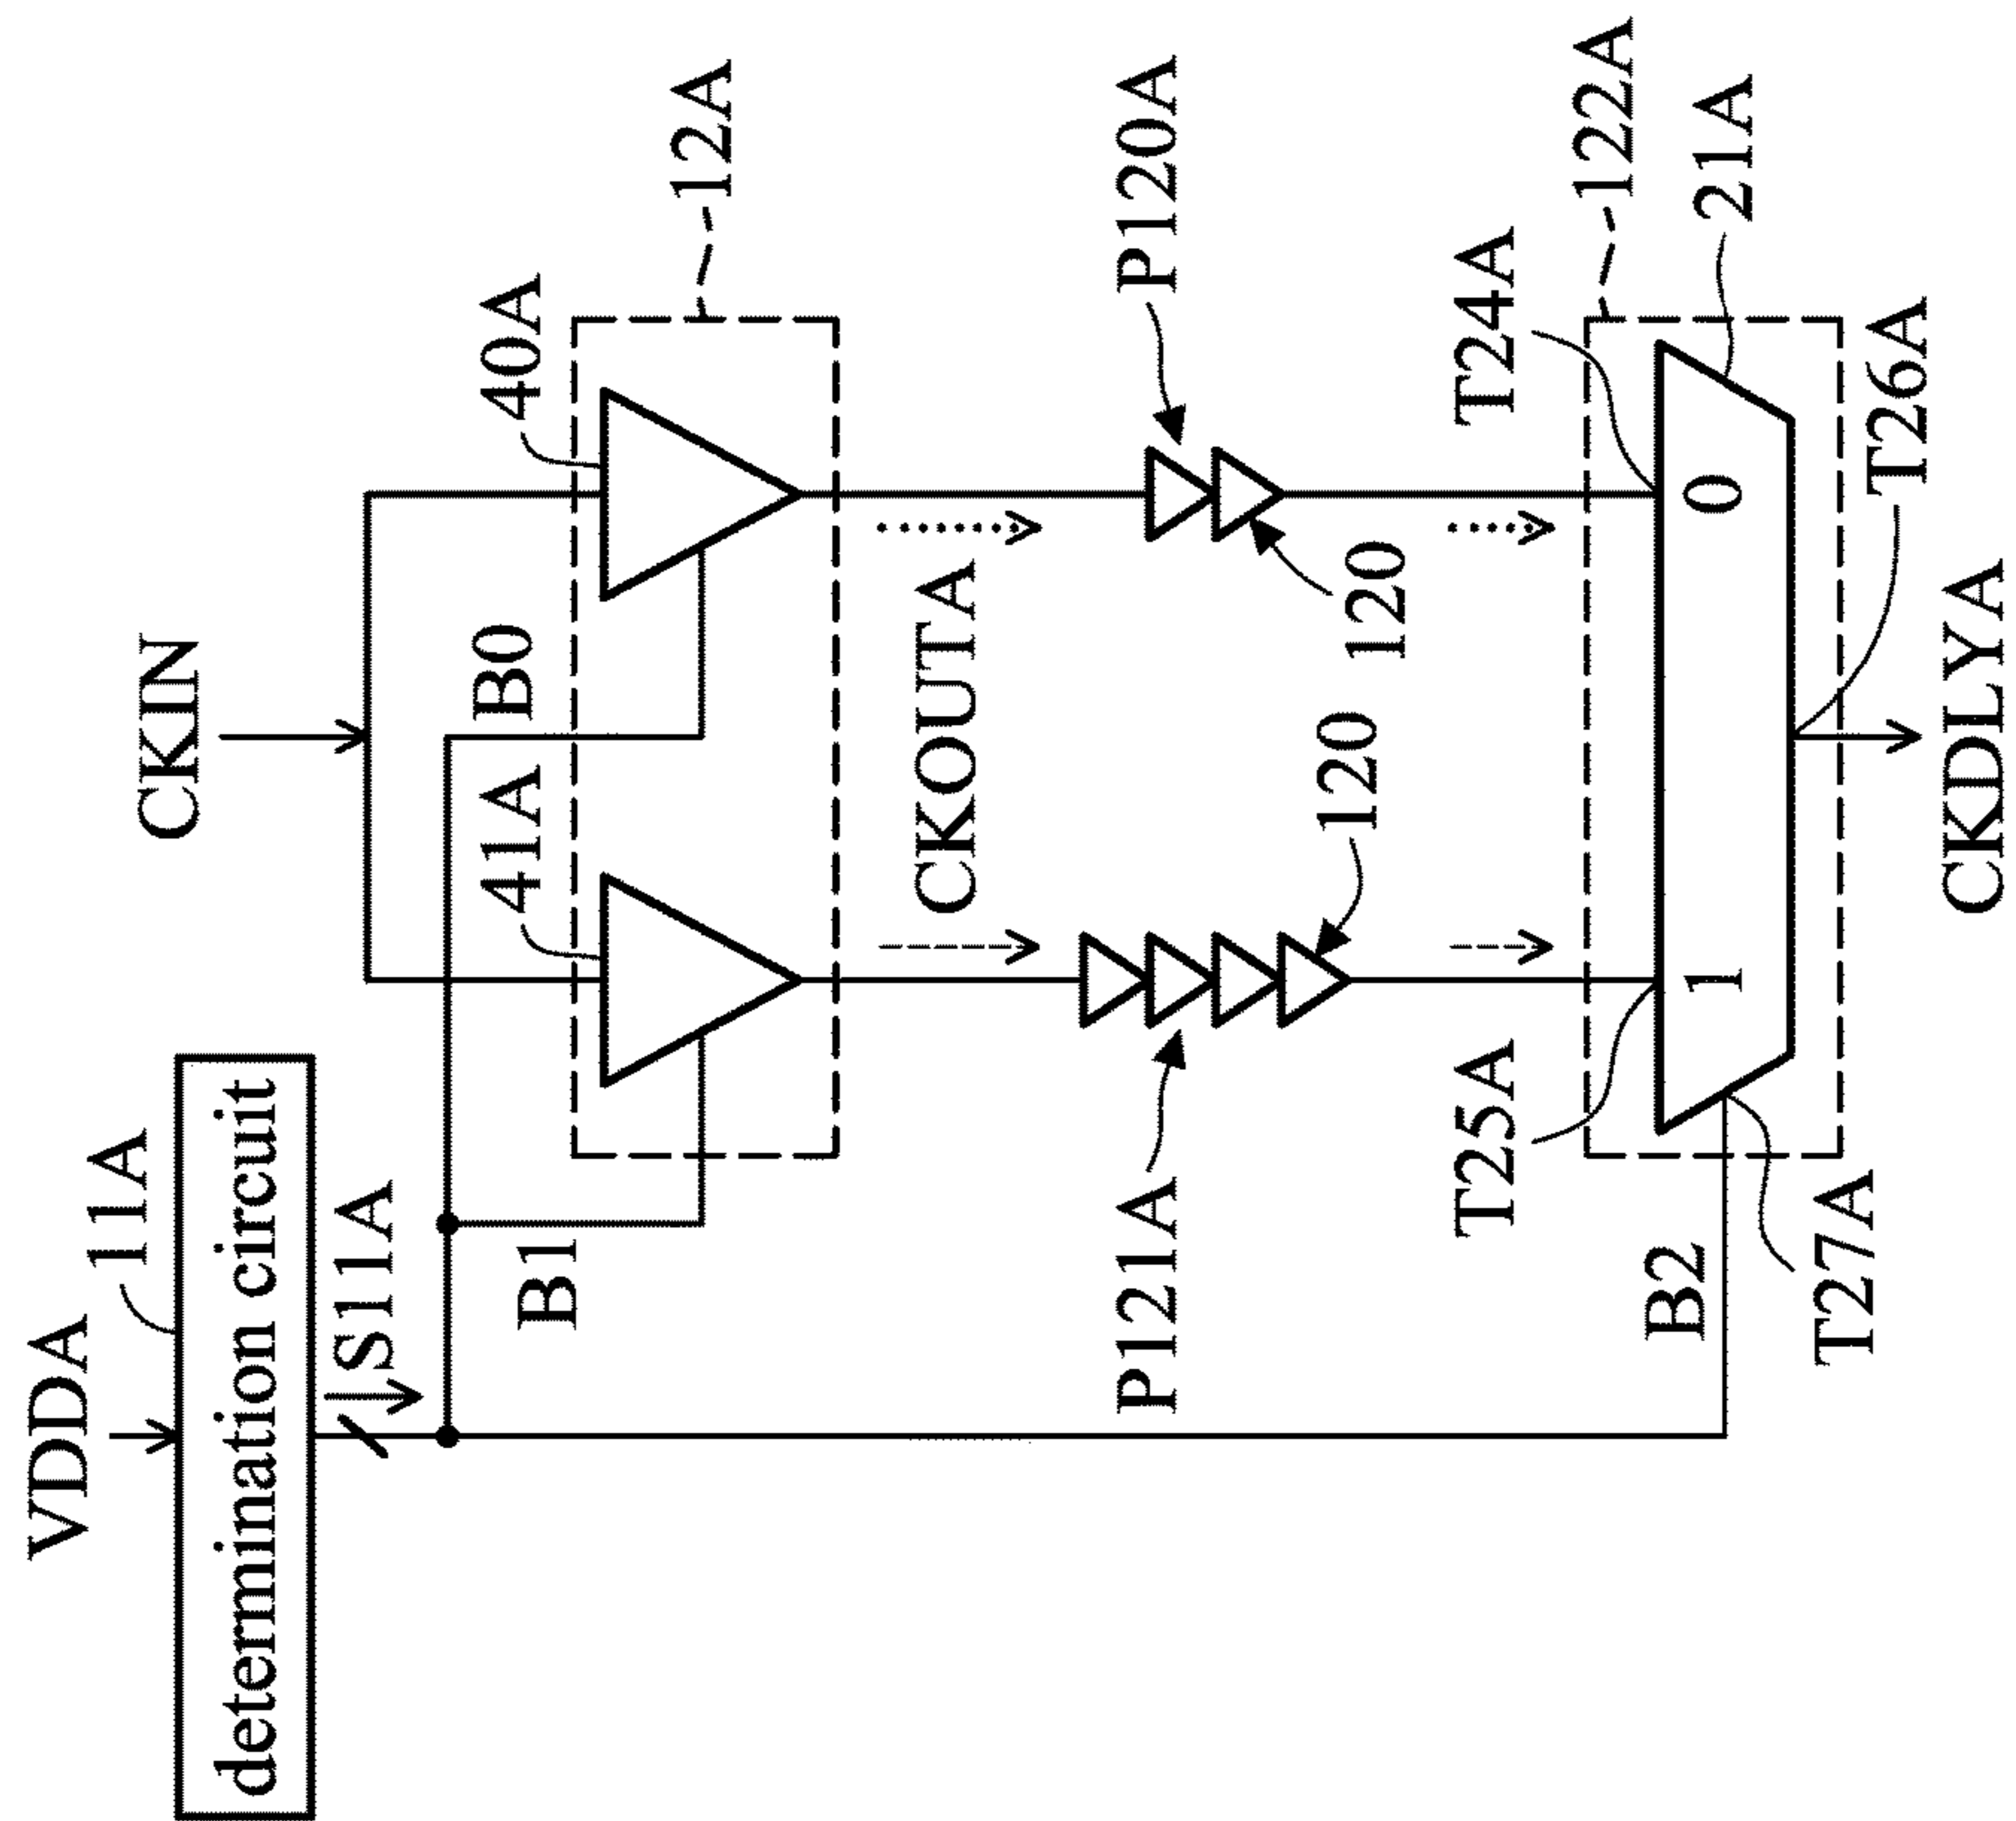 VDDA
11A
determination circuit
S11A
CKIN
B0
B1
41A
40A
12A
CKOUTA
P121A
120
120
P120A
T25A
T24A
122A
1
0
21A
B2
T27A
T26A
CKDLYA